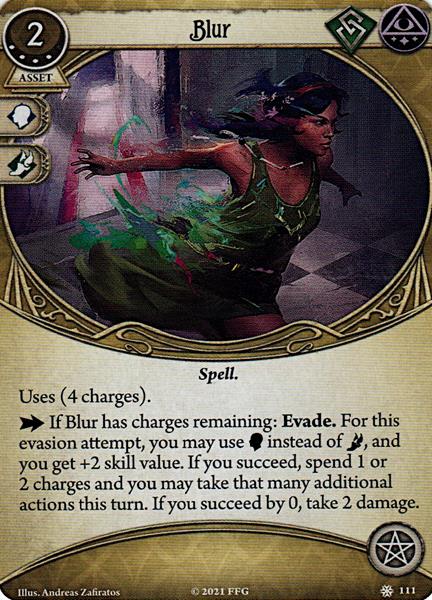 Blur
2
ASSET
Spell.
Uses (4 charges).
If Blur has charges remaining: Evade. For this
evasion attempt, you may use instead of , and
you get +2 skill value. If you succeed, spend 1 or
2 charges and you may take that many additional
actions this turn. If you succeed by 0, take 2 damage.
Illus. Andreas Zafiratos
© 2021 FFG
111